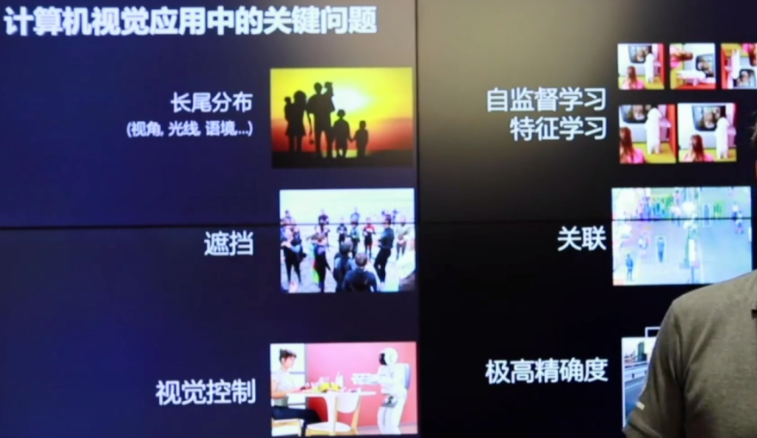 计算机视觉应用中的关键问题
长尾分布
(视角, 光线, 语境,...)
遮挡
视觉控制
自监督学习
特征学习
关联
极高精确度